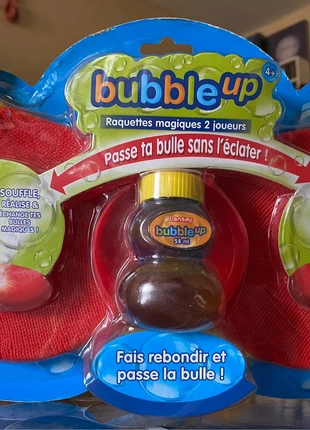 bubble up
4+
Raquettes magiques 2 joueurs
Passe ta bulle sans l'éclater !
SOUFFLE,
RÉALISE &
ÉCHANGE TES
BULLES
MAGIQUES !
Lansay
bubble up
58 ml
Fais rebondir et
passe la bulle !